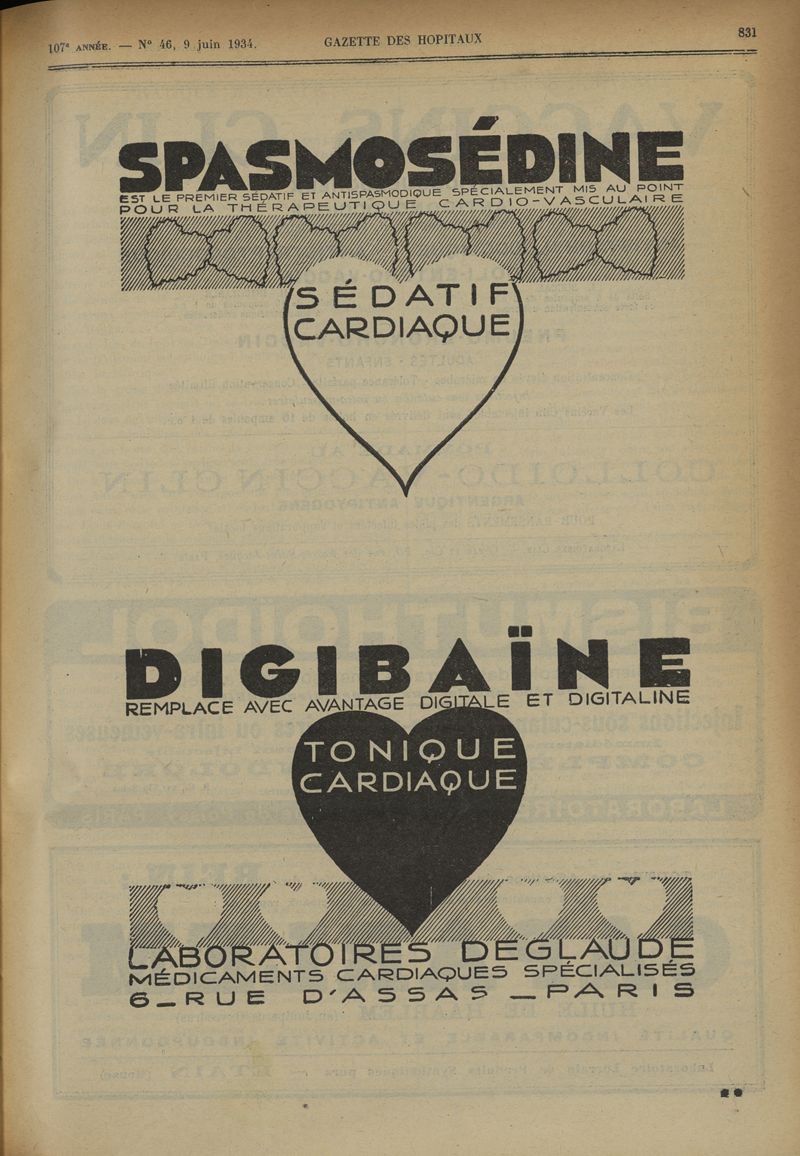 107ᵉ ANNÉE. — N° 46, 9 juin 1934.
GAZETTE DES HOPITAUX
831
SPASMOSÉDINE
EST LE PREMIER SÉDATIF ET ANTISPASMODIQUE SPÉCIALEMENT MIS AU POINT
POUR LA THÉRAPEUTIQUE CARDIO-VASCULAIRE
SÉDATIF
CARDIAQUE
DIGIBAÏNE
REMPLACE AVEC AVANTAGE DIGITALE ET DIGITALINE
TONIQUE
CARDIAQUE
LABORATOIRES DEGLAUDE
MÉDICAMENTS CARDIAQUES SPÉCIALISÉS
6_RUE D'ASSAS _ PARIS